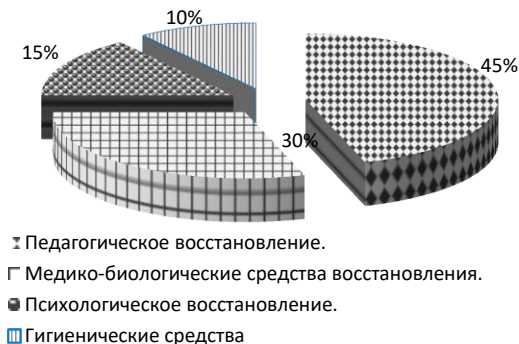 10%
15%
45%
30%
Педагогическое восстановление.
Медико-биологические средства восстановления.
Психологическое восстановление.
Гигиенические средства